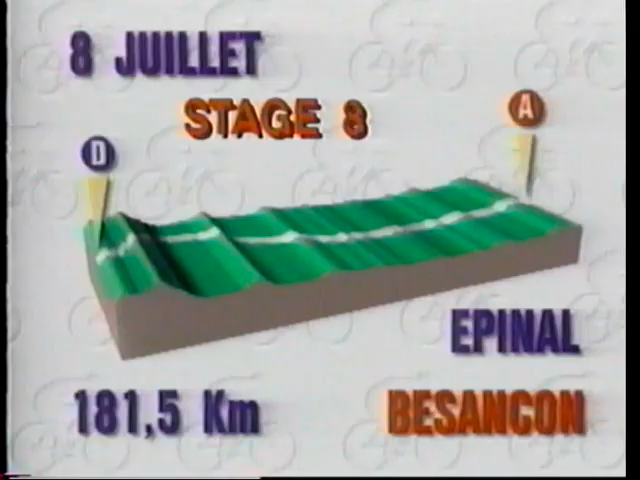 8 JUILLET
STAGE 8
A
D
EPINAL
181,5 Km
BESANCON